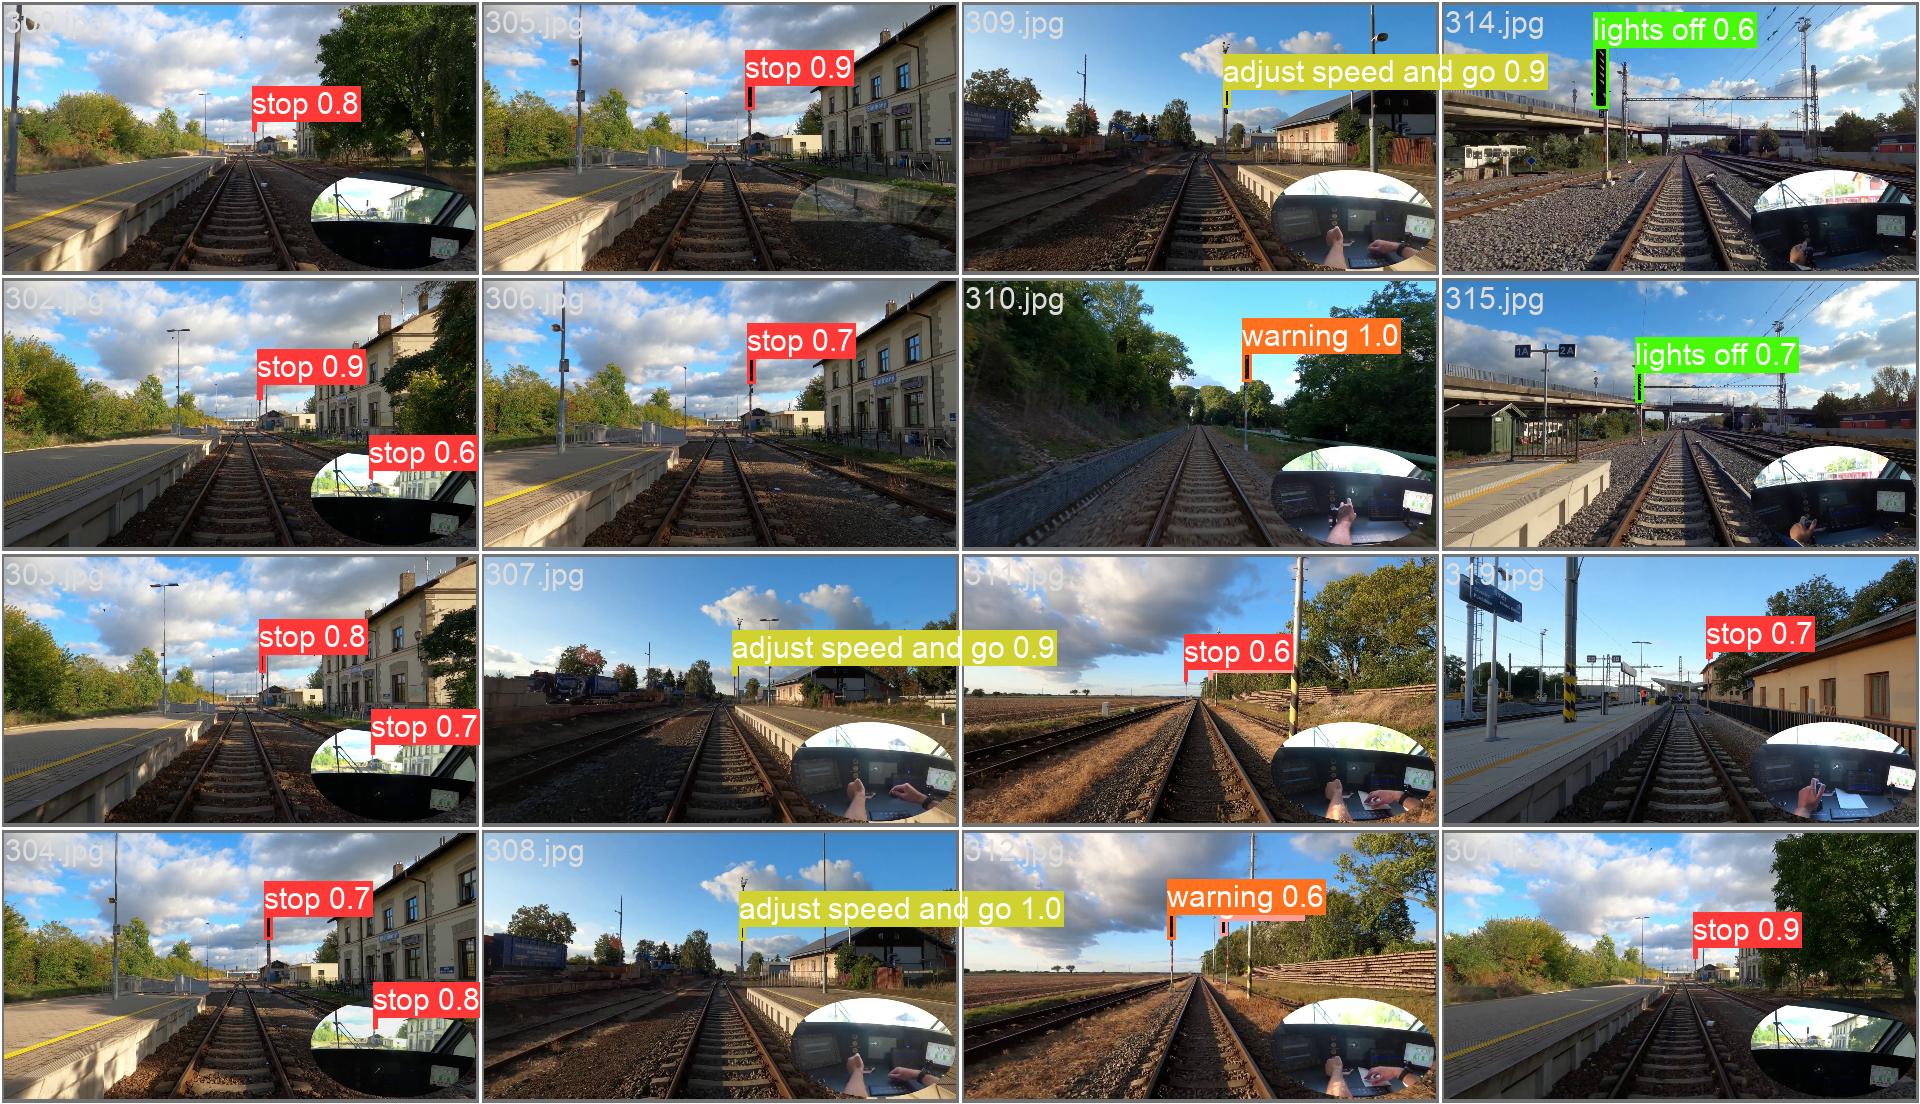 305.jpg
309.jpg
314.jpg
stop 0.8
stop 0.9
adjust speed and go 0.9
lights off 0.6
302.jpg
306.jpg
310.jpg
315.jpg
stop 0.9
stop 0.6
stop 0.7
warning 1.0
1A 2A
lights off 0.7
303.jpg
307.jpg
311.jpg
319.jpg
stop 0.8
stop 0.7
adjust speed and go 0.9
stop 0.6
stop 0.7
304.jpg
308.jpg
312.jpg
stop 0.7
stop 0.8
adjust speed and go 1.0
warning 0.6
stop 0.9